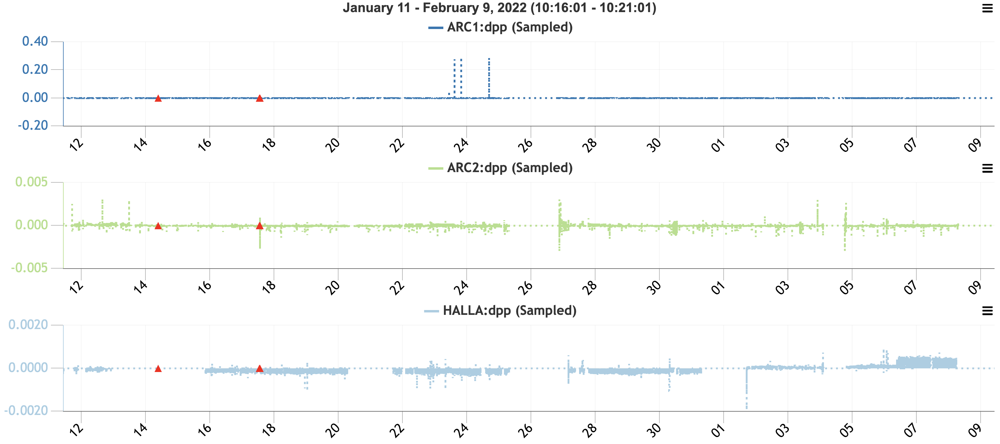 January 11 - February 9, 2022 (10:16:01 - 10:21:01)
ARC1:dpp (Sampled)
0.40
0.20
0.00
-0.20
12 14 16 18 20 22 24 26 28 30 01 03 05 07 09
ARC2:dpp (Sampled)
0.005
0.000
-0.005
12 14 16 18 20 22 24 26 28 30 01 03 05 07 09
HALLA:dpp (Sampled)
0.0020
0.0000
-0.0020
12 14 16 18 20 22 24 26 28 30 01 03 05 07 09